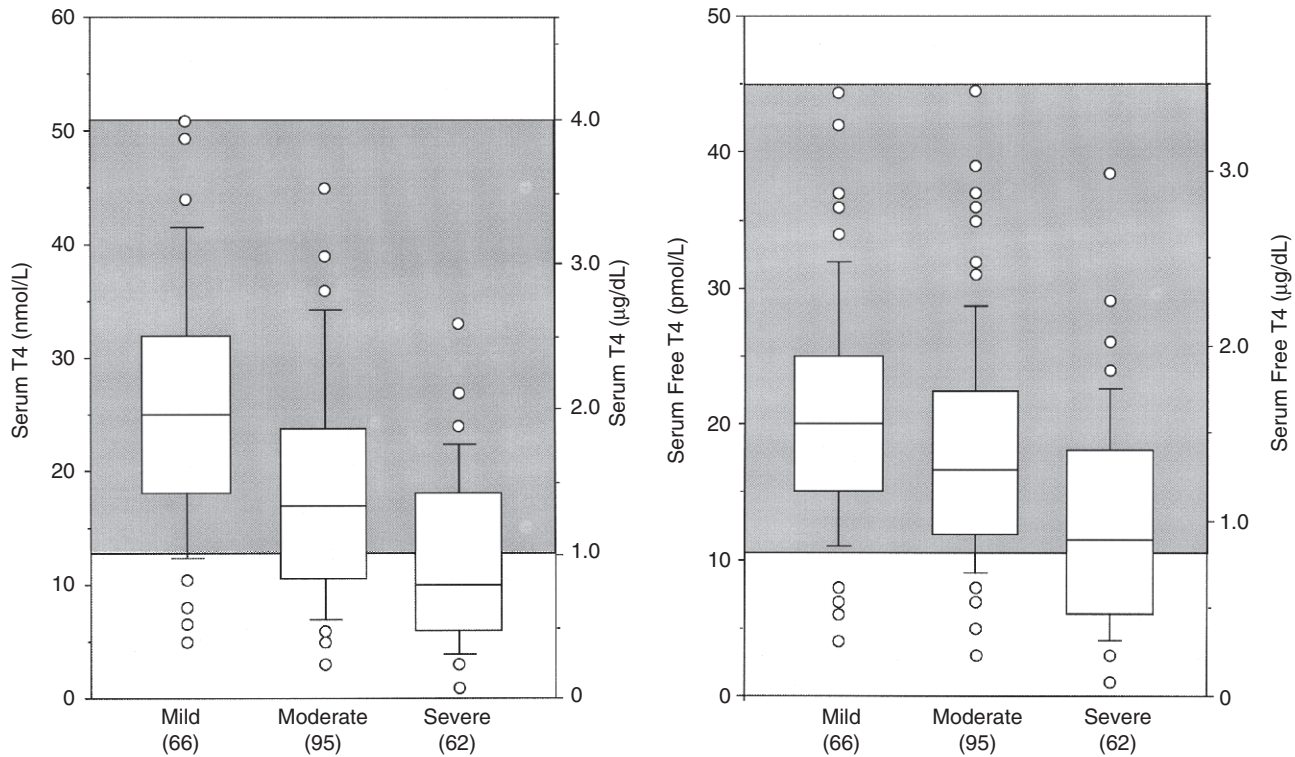 60
50
40
30
20
10
0
Serum T4 (nmol/L)
4.0
3.0
2.0
1.0
0
Serum T4 (μg/dL)
Mild
(66)
Moderate
(95)
Severe
(62)
50
40
30
20
10
0
Serum Free T4 (pmol/L)
3.0
2.0
1.0
0
Serum Free T4 (μg/dL)
Mild
(66)
Moderate
(95)
Severe
(62)